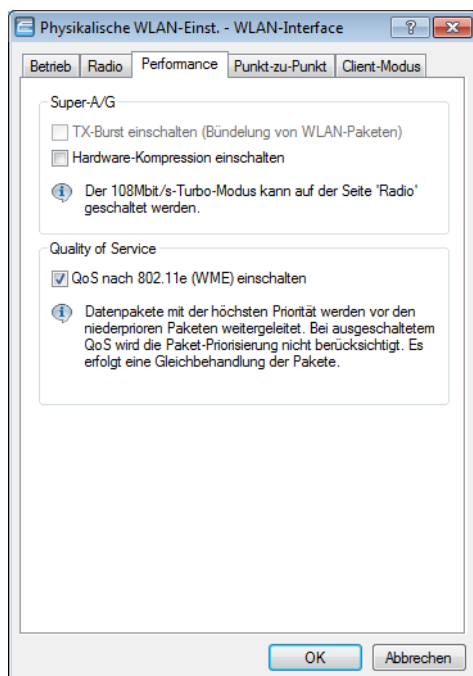 Physikalische WLAN-Einst. - WLAN-Interface
Betrieb Radio Performance Punkt-zu-Punkt Client-Modus
Super-A/G
TX-Burst einschalten (Bündelung von WLAN-Paketen)
Hardware-Kompression einschalten
Der 108Mbit/s-Turbo-Modus kann auf der Seite 'Radio'
geschaltet werden.
Quality of Service
QoS nach 802.11e (WME) einschalten
Datenpakete mit der höchsten Priorität werden vor den
niederprioren Paketen weitergeleitet. Bei ausgeschaltetem
QoS wird die Paket-Priorisierung nicht berücksichtigt. Es
erfolgt eine Gleichbehandlung der Pakete.
OK Abbrechen